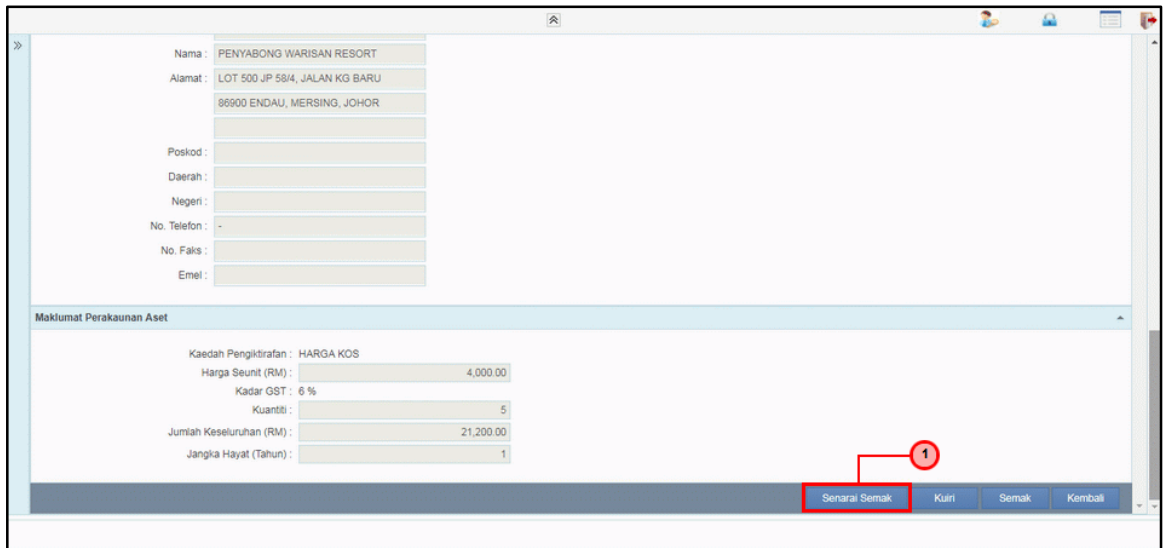 Nama : PENYABONG WARISAN RESORT
Alamat : LOT 500 JP 58/4, JALAN KG BARU
86900 ENDAU, MERSING, JOHOR
Poskod :
Daerah :
Negeri :
No. Telefon : -
No. Faks :
Emel :
Maklumat Perakaunan Aset
Kaedah Pengiktirafan : HARGA KOS
Harga Seunit (RM) : 4,000.00
Kadar GST : 6 %
Kuantiti : 5
Jumlah Keseluruhan (RM) : 21,200.00
Jangka Hayat (Tahun) : 1
1
Senarai Semak Kuiri Semak Kembali